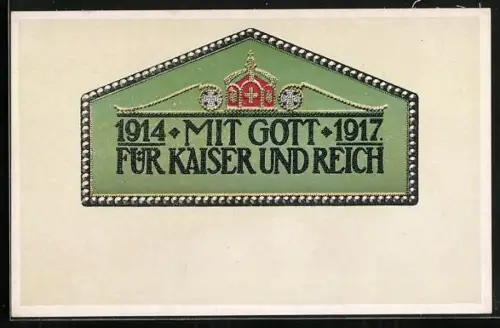 1914 • MIT GOTT • 1917.
FÜR KAISER UND REICH